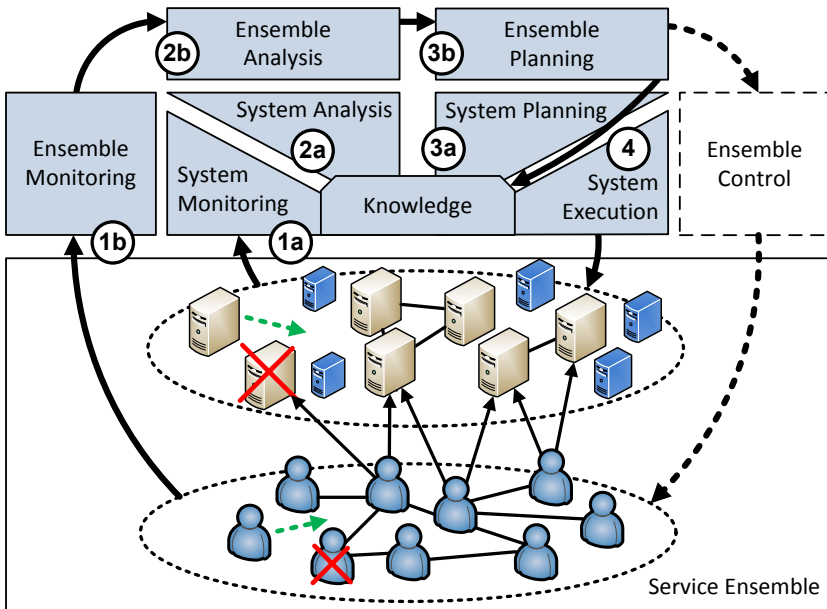 2b
Ensemble
Analysis
3b
Ensemble
Planning
System Analysis
2a
System Planning
3a
4
Ensemble
Monitoring
1b
System
Monitoring
1a
Knowledge
System
Execution
Ensemble
Control
Service Ensemble